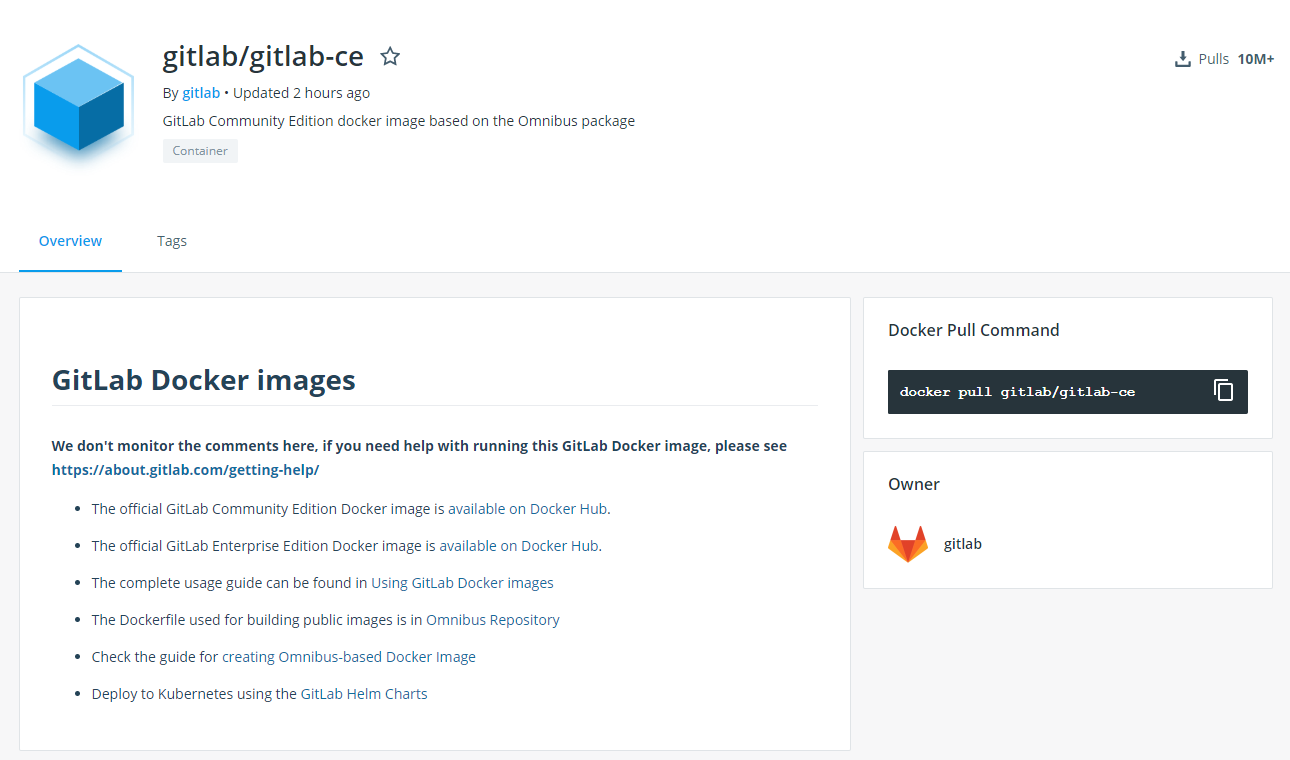 gitlab/gitlab-ce
Pulls 10M+
By gitlab • Updated 2 hours ago
GitLab Community Edition docker image based on the Omnibus package
Container
Overview
Tags
GitLab Docker images
We don't monitor the comments here, if you need help with running this GitLab Docker image, please see
https://about.gitlab.com/getting-help/
• The official GitLab Community Edition Docker image is available on Docker Hub.
• The official GitLab Enterprise Edition Docker image is available on Docker Hub.
• The complete usage guide can be found in Using GitLab Docker images
• The Dockerfile used for building public images is in Omnibus Repository
• Check the guide for creating Omnibus-based Docker Image
• Deploy to Kubernetes using the GitLab Helm Charts
Docker Pull Command
docker pull gitlab/gitlab-ce
Owner
gitlab